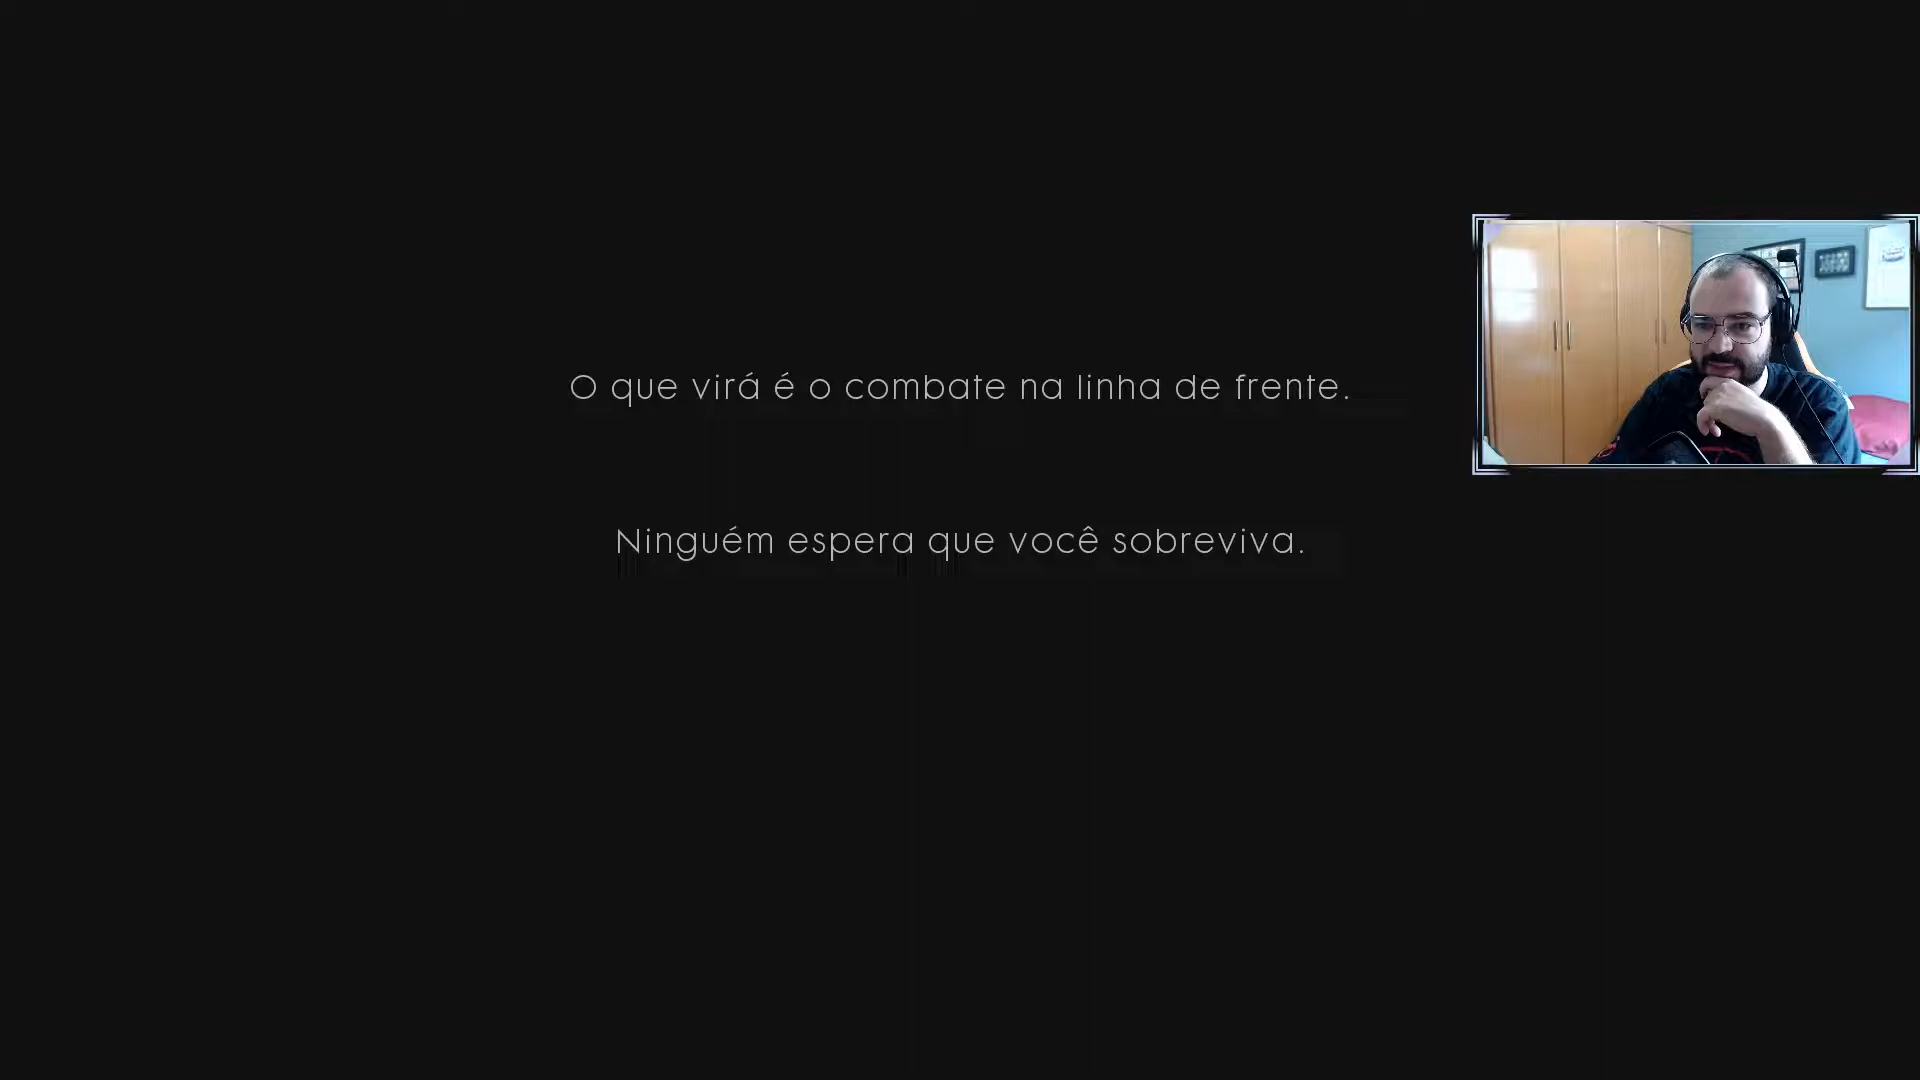 O que virá é o combate na linha de frente.
Ninguém espera que você sobreviva.